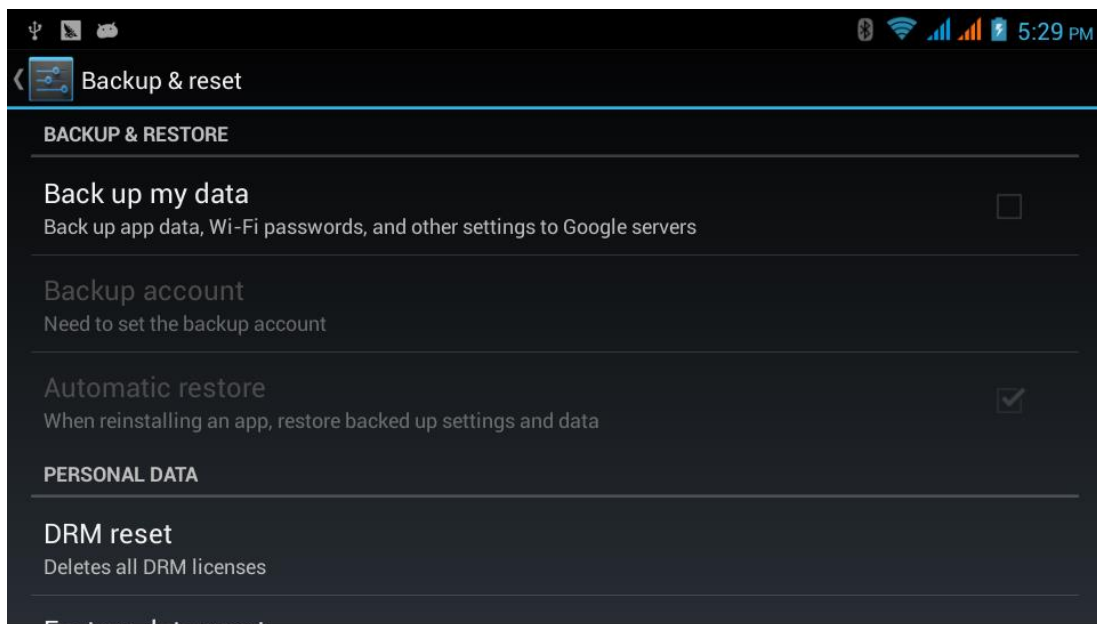 5:29 PM
Backup & reset
BACKUP & RESTORE
Back up my data
Back up app data, Wi-Fi passwords, and other settings to Google servers
Backup account
Need to set the backup account
Automatic restore
When reinstalling an app, restore backed up settings and data
PERSONAL DATA
DRM reset
Deletes all DRM licenses